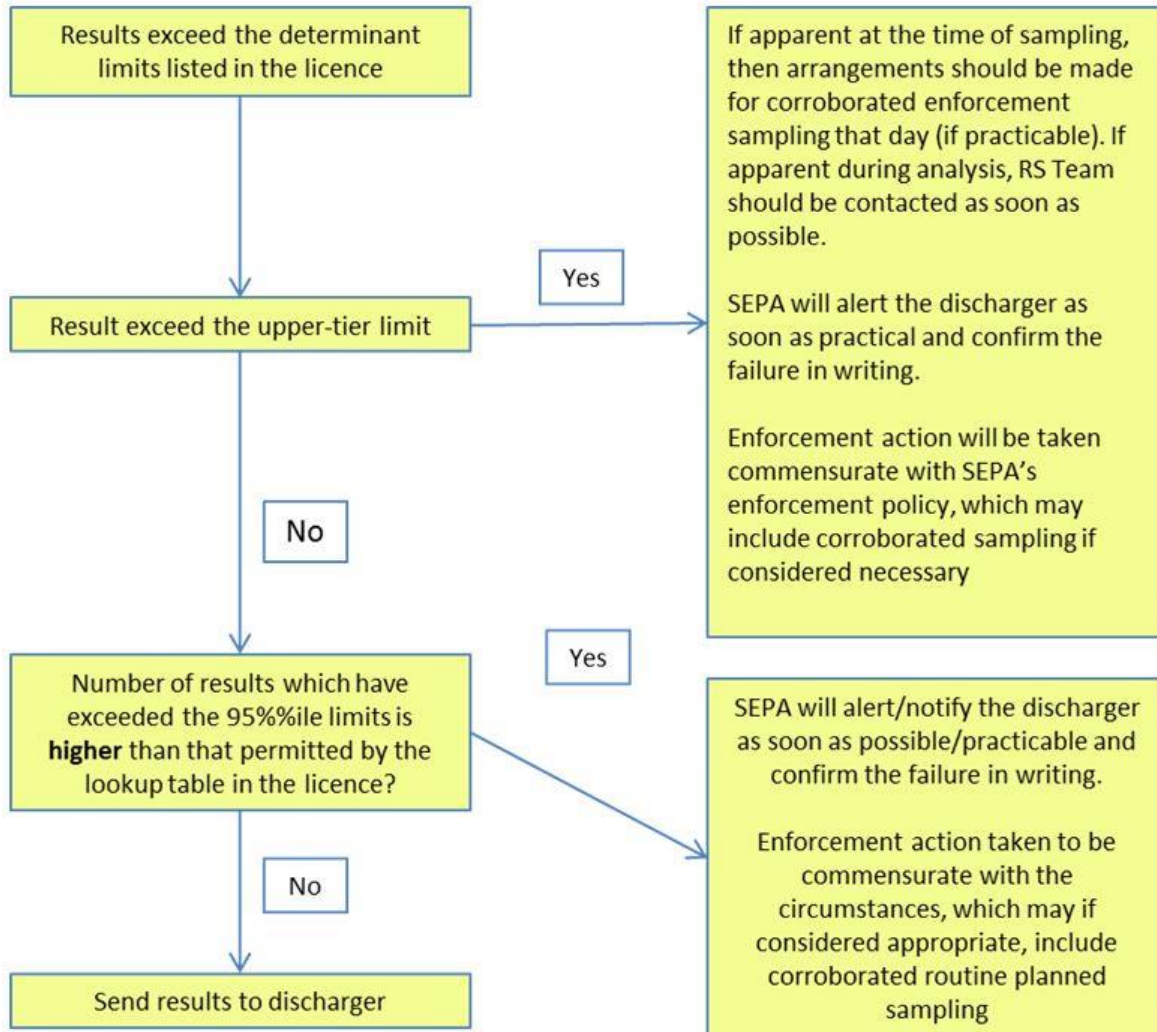 Results exceed the determinant
limits listed in the licence
If apparent at the time of sampling,
then arrangements should be made
for corroborated enforcement
sampling that day (if practicable). If
apparent during analysis, RS Team
should be contacted as soon as
possible.
SEPA will alert the discharger as
soon as practical and confirm the
failure in writing.
Enforcement action will be taken
commensurate with SEPA’s
enforcement policy, which may
include corroborated sampling if
considered necessary
Yes
Result exceed the upper-tier limit
No
Yes
Number of results which have
exceeded the 95%%ile limits is
higher than that permitted by the
lookup table in the licence?
SEPA will alert/notify the discharger
as soon as possible/practicable and
confirm the failure in writing.
Enforcement action taken to be
commensurate with the
circumstances, which may if
considered appropriate, include
corroborated routine planned
sampling
No
Send results to discharger